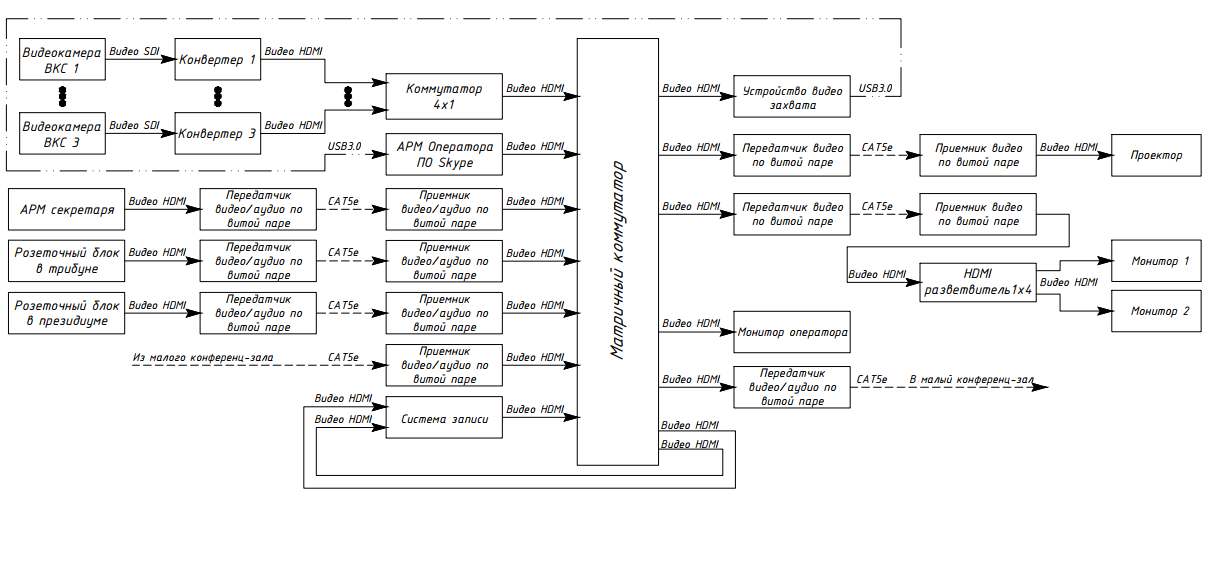 Видеокамера
ВКС 1
Видео SDI
Конвертер 1
Видео HDMI
Видеокамера
ВКС 3
Видео SDI
Конвертер 3
Видео HDMI
Коммутатор
4x1
Видео HDMI
USB3.0
АРМ Оператора
ПО Skype
Видео HDMI
АРМ секретаря
Видео HDMI
Передатчик
видео/аудио по
витой паре
CAT5e
Приемник
видео/аудио по
витой паре
Видео HDMI
Розеточный блок
в трибуне
Видео HDMI
Передатчик
видео/аудио по
витой паре
CAT5e
Приемник
видео/аудио по
витой паре
Видео HDMI
Розеточный блок
в президиуме
Видео HDMI
Передатчик
видео/аудио по
витой паре
CAT5e
Приемник
видео/аудио по
витой паре
Видео HDMI
Из малого конференц-зала
CAT5e
Приемник
видео/аудио по
витой паре
Видео HDMI
Видео HDMI
Видео HDMI
Система записи
Видео HDMI
Матричный коммутатор
Видео HDMI
Устройство видео
захвата
USB3.0
Видео HDMI
Передатчик видео
по витой паре
CAT5e
Приемник видео
по витой паре
Видео HDMI
Проектор
Видео HDMI
Передатчик видео
по витой паре
CAT5e
Приемник видео
по витой паре
Видео HDMI
HDMI
разветвитель1x4
Видео HDMI
Монитор 1
Монитор 2
Видео HDMI
Монитор оператора
Видео HDMI
Передатчик
видео/аудио по
витой паре
CAT5e
В малый конференц-зал
Видео HDMI
Видео HDMI